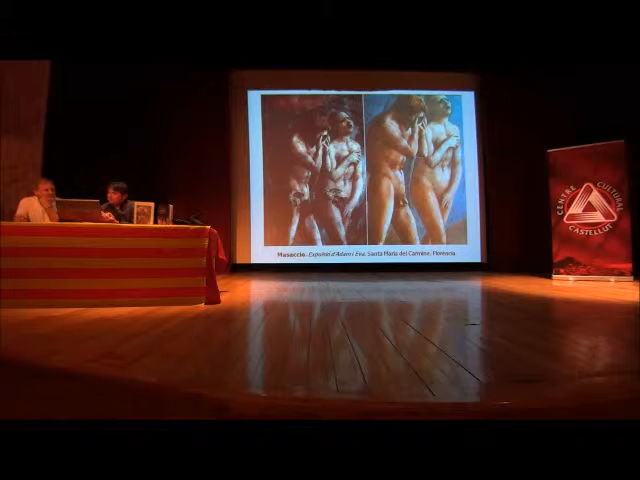 Masaccio. Expulsió d'Adam i Eva. Santa Maria del Carmine. Florència.
CENTRE CULTURAL
CASTELLUT